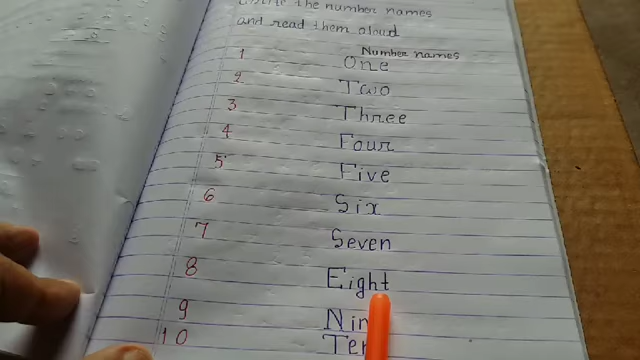 the number names
and read them aloud
Number names
1 One
2 Two
3 Three
4 Four
5 Five
6 Six
7 Seven
8 Eight
9
10